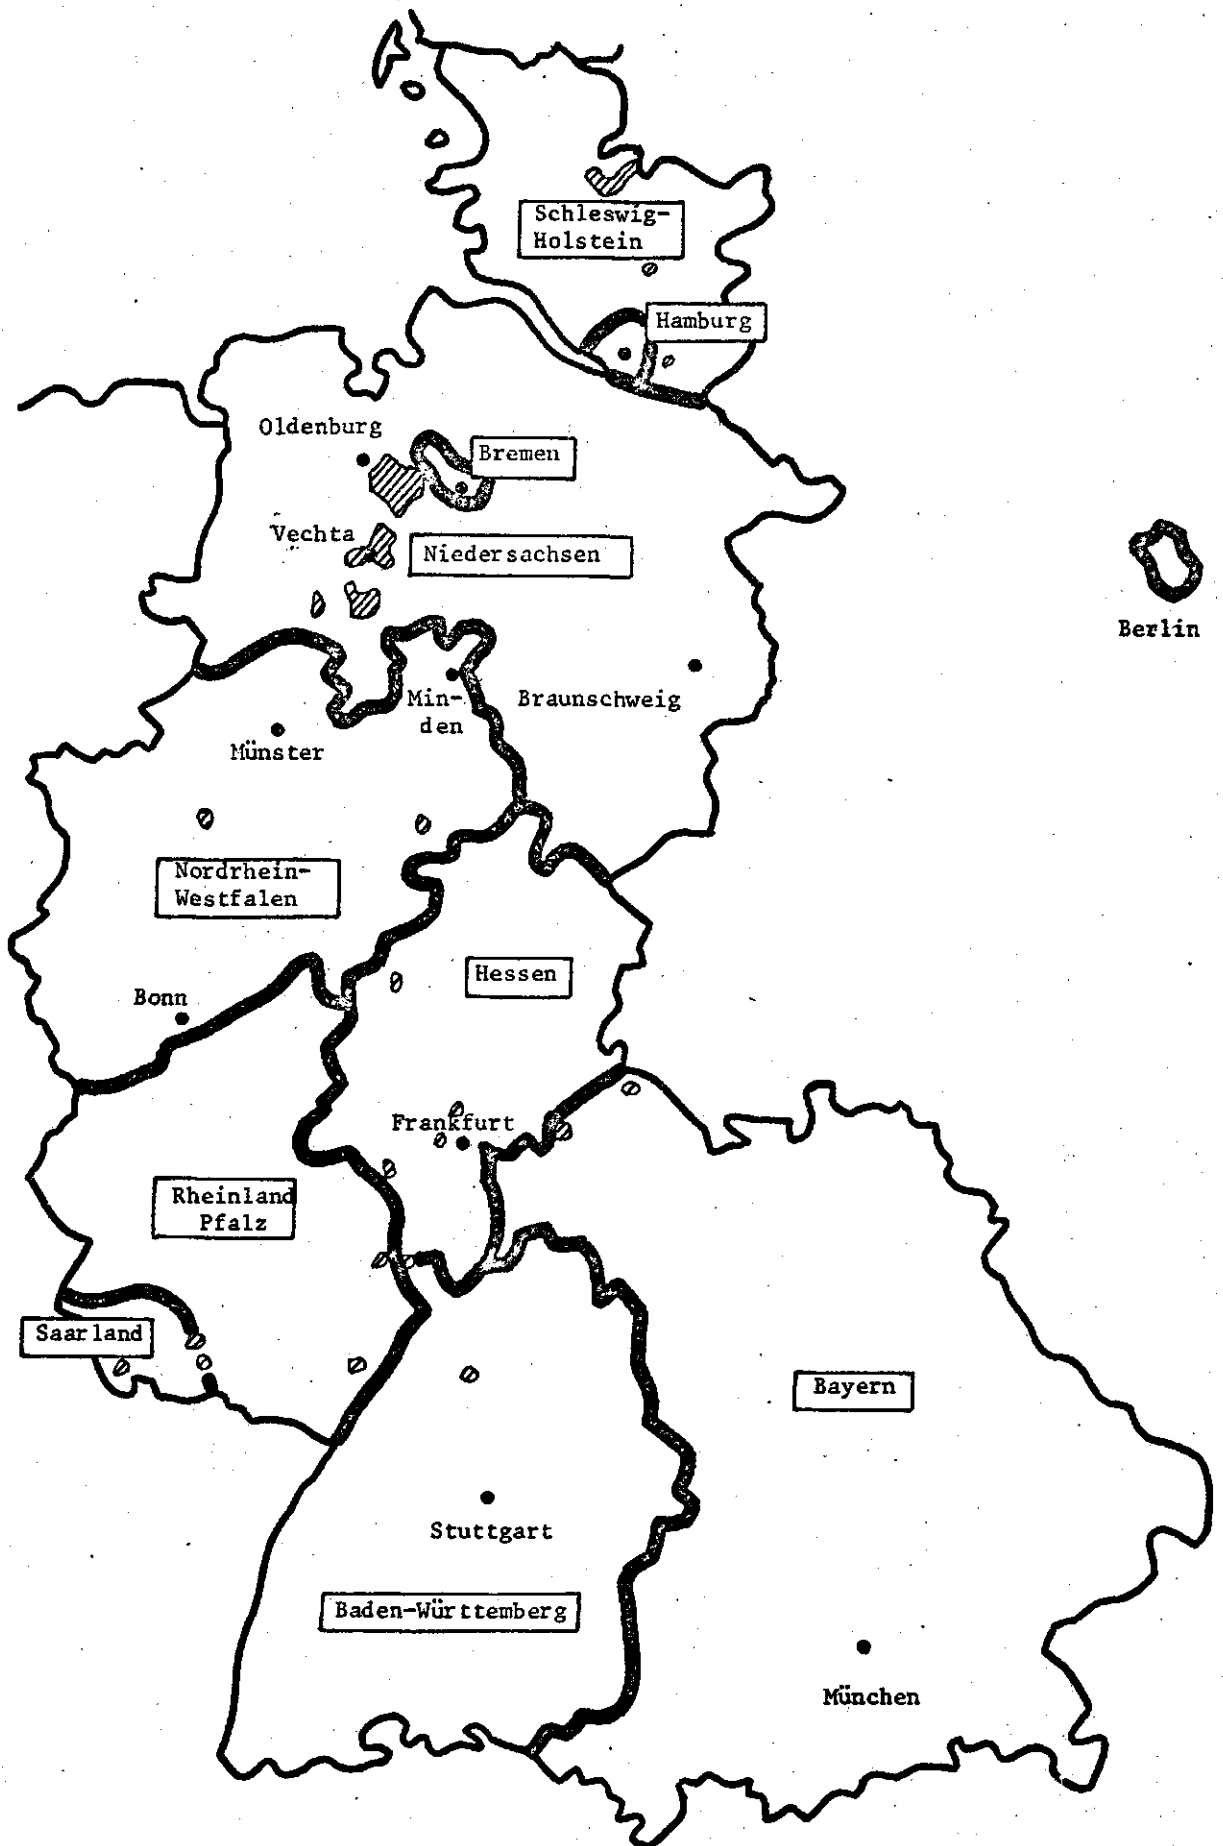 Schleswig-
Holstein
Hamburg
Oldenburg
Bremen
Vechta
Niedersachsen
Berlin
Min-
den
Braunschweig
Münster
Nordrhein-
Westfalen
Hessen
Bonn
Frankfurt
Rheinland
Pfalz
Saarland
Bayern
Stuttgart
Baden-Württemberg
München